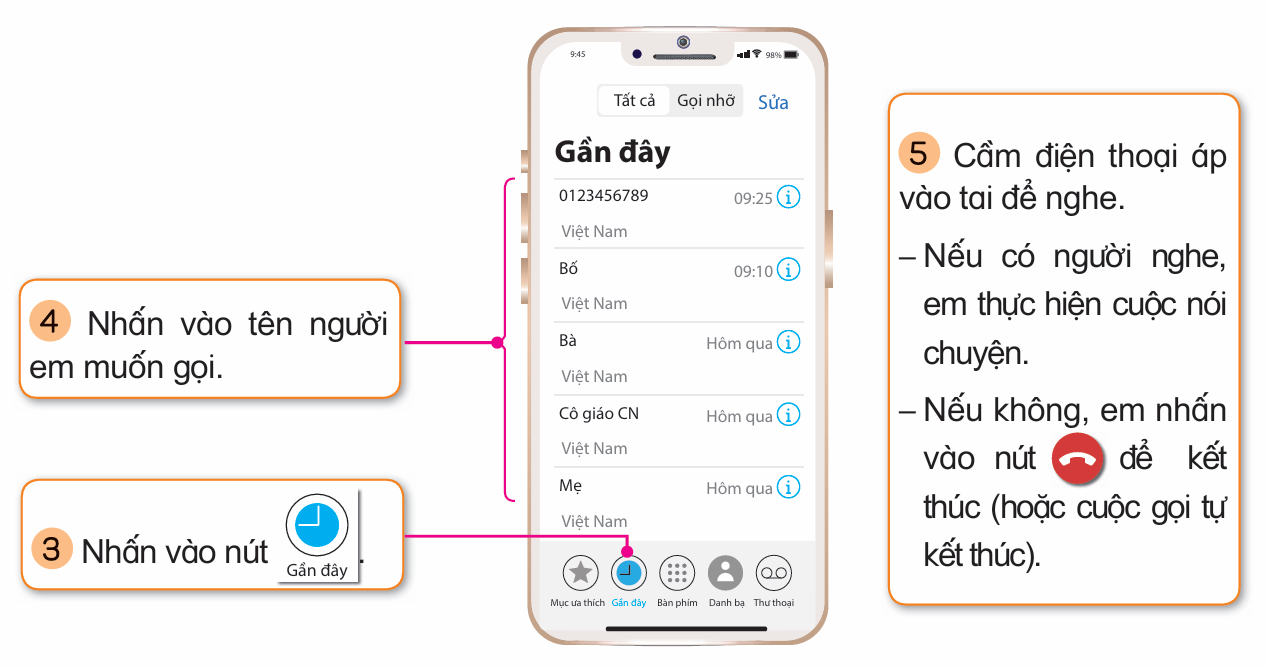 9:45
98%
Tất cả
Gọi nhỡ
Sửa
Gần đây
0123456789
09:25
Việt Nam
Bố
09:10
Việt Nam
Bà
Hôm qua
Việt Nam
Cô giáo CN
Hôm qua
Việt Nam
Mẹ
Hôm qua
Việt Nam
Mục ưa thích
Gần đây
Bàn phím
Danh bạ
Thư thoại
4 Nhấn vào tên người
em muốn gọi.
3 Nhấn vào nút .
Gần đây
5 Cầm điện thoại áp
vào tai để nghe.
– Nếu có người nghe,
em thực hiện cuộc nói
chuyện.
– Nếu không, em nhấn
vào nút để kết
thúc (hoặc cuộc gọi tự
kết thúc).